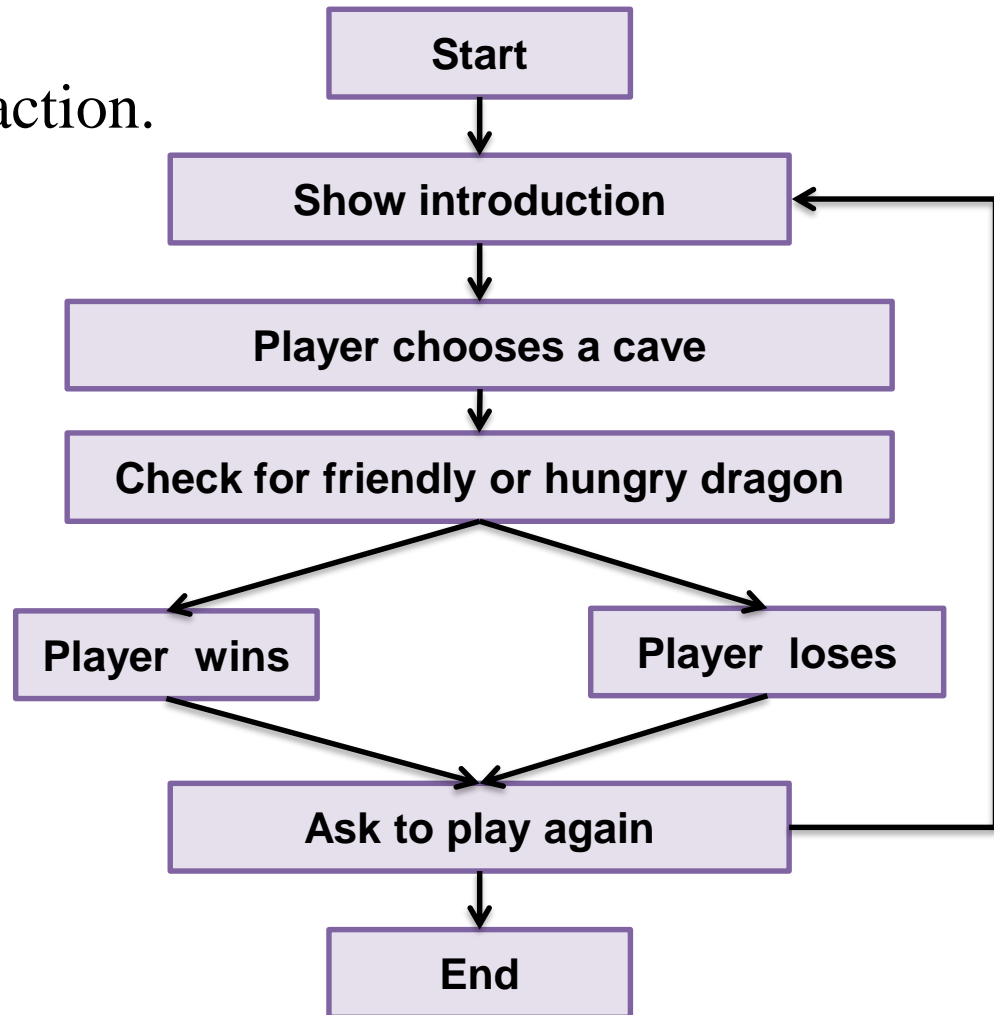 Start
action.
Show introduction
Player chooses a cave
Check for friendly or hungry dragon
Player wins
Player loses
Ask to play again
End